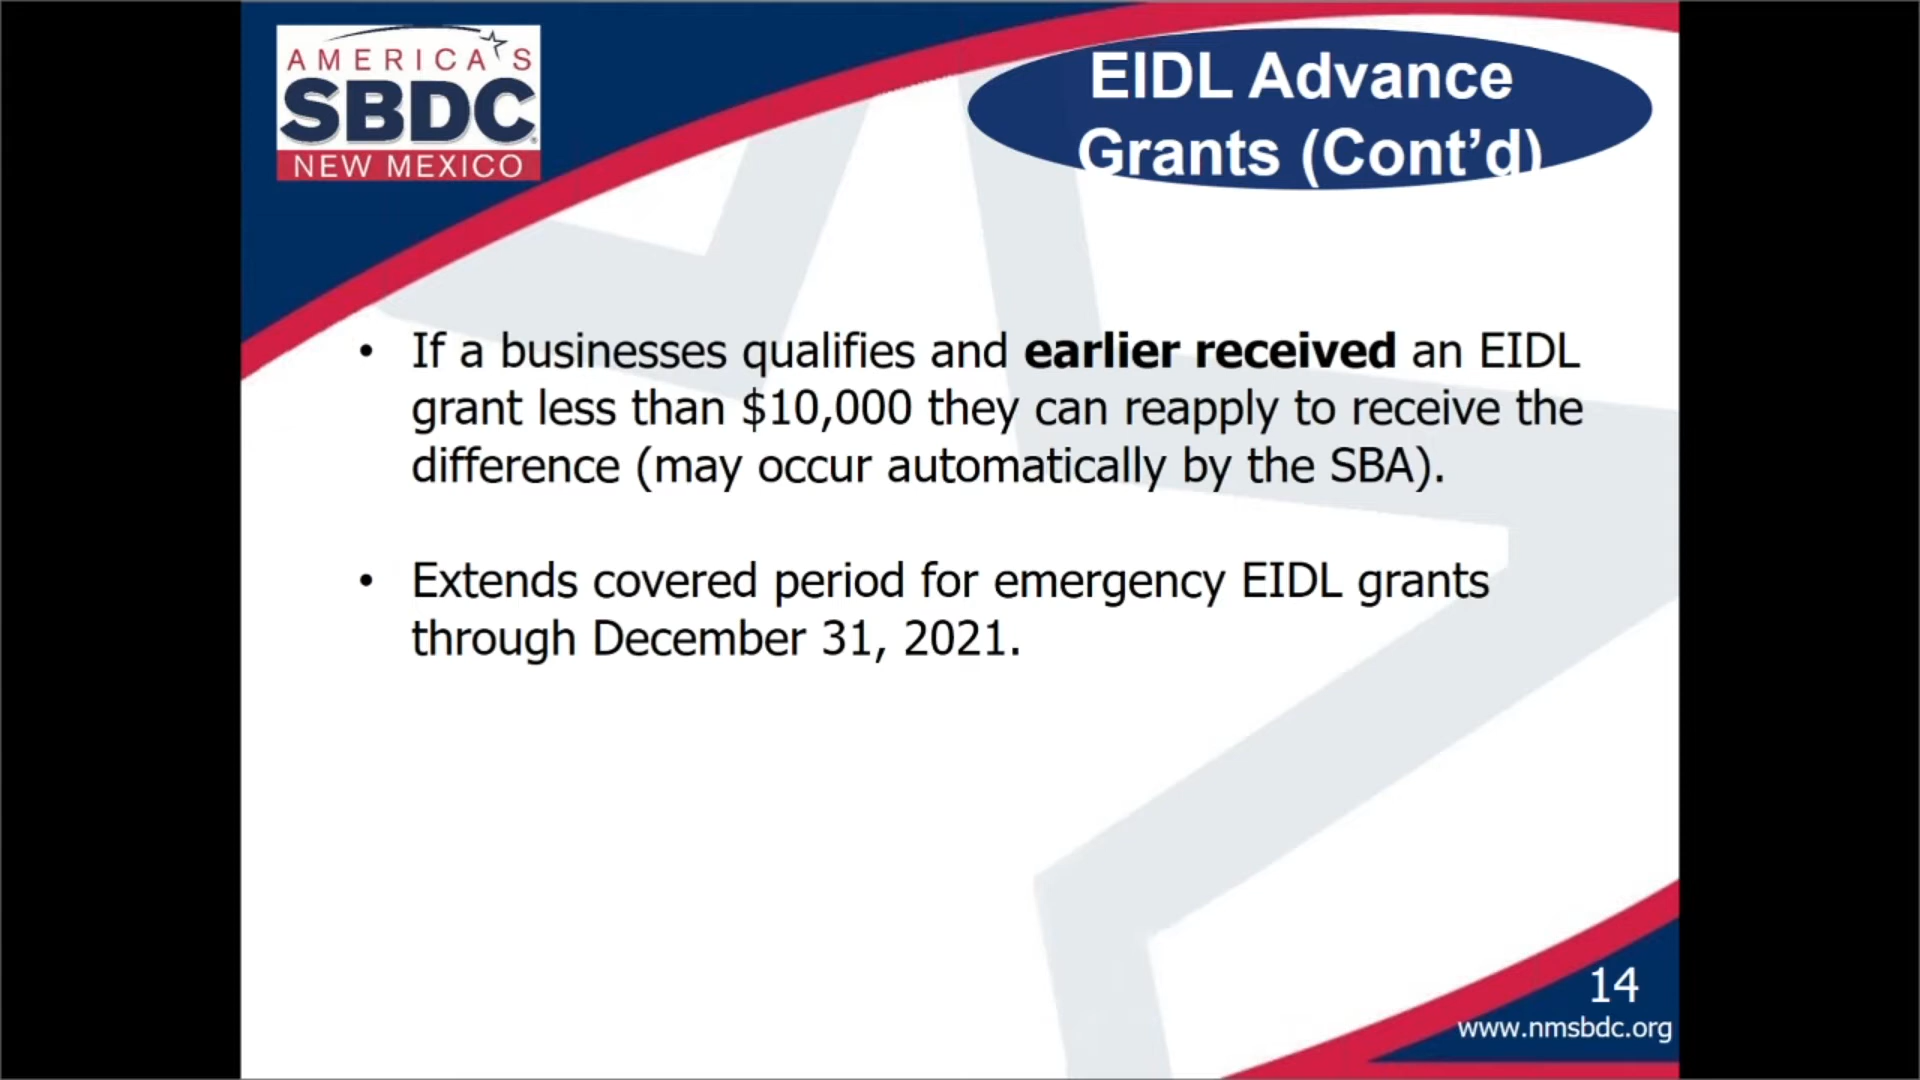 AMERICA'S
SBDC
NEW MEXICO
EIDL Advance
Grants (Cont’d)
• If a businesses qualifies and earlier received an EIDL
grant less than $10,000 they can reapply to receive the
difference (may occur automatically by the SBA).
• Extends covered period for emergency EIDL grants
through December 31, 2021.
14
www.nmsbdc.org